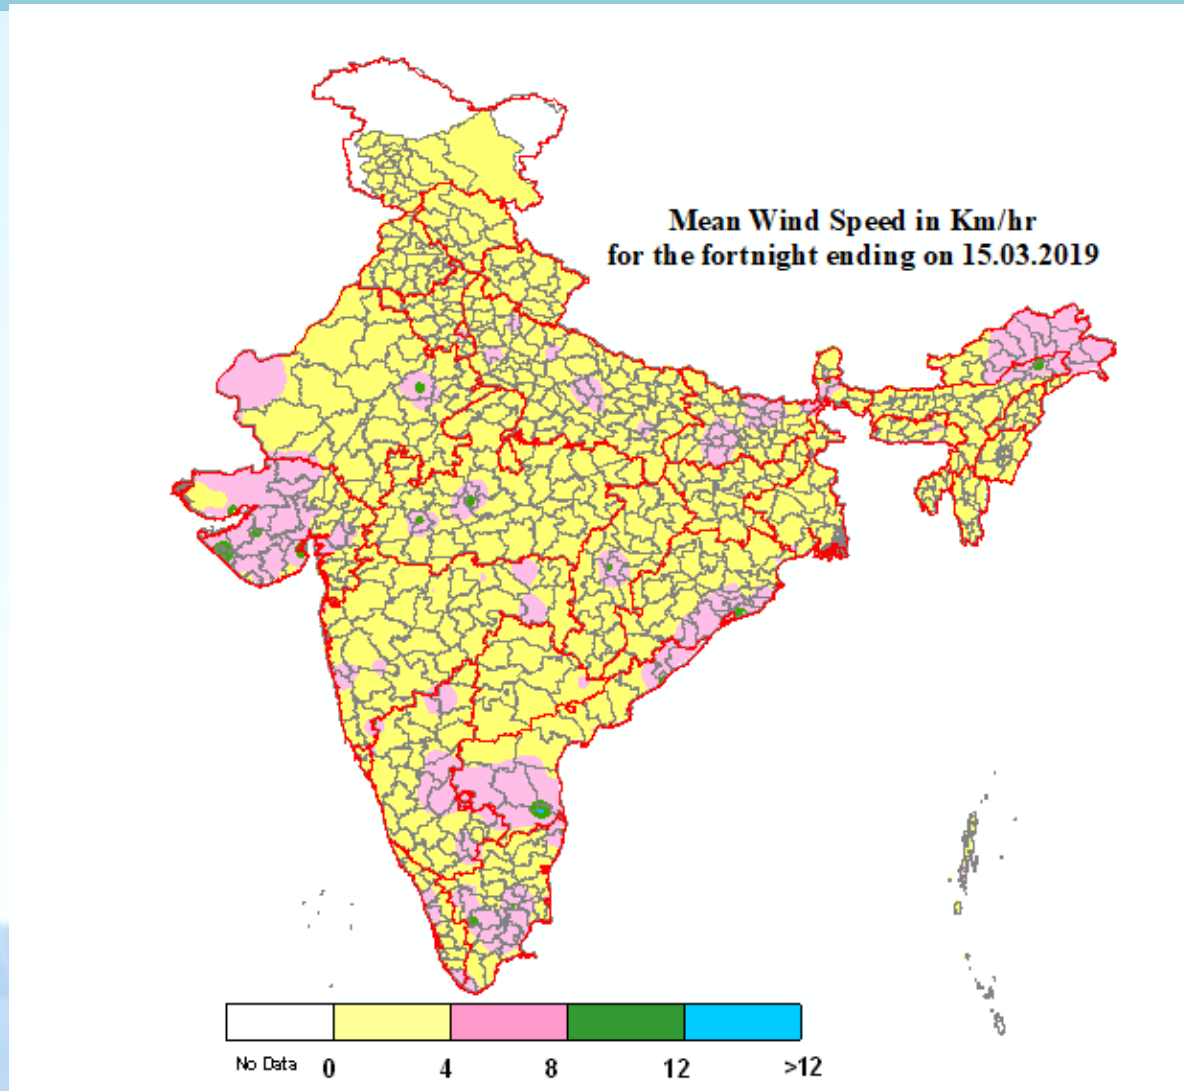 Mean Wind Speed in Km/hr
for the fortnight ending on 15.03.2019
No Data 0 4 8 12 >12